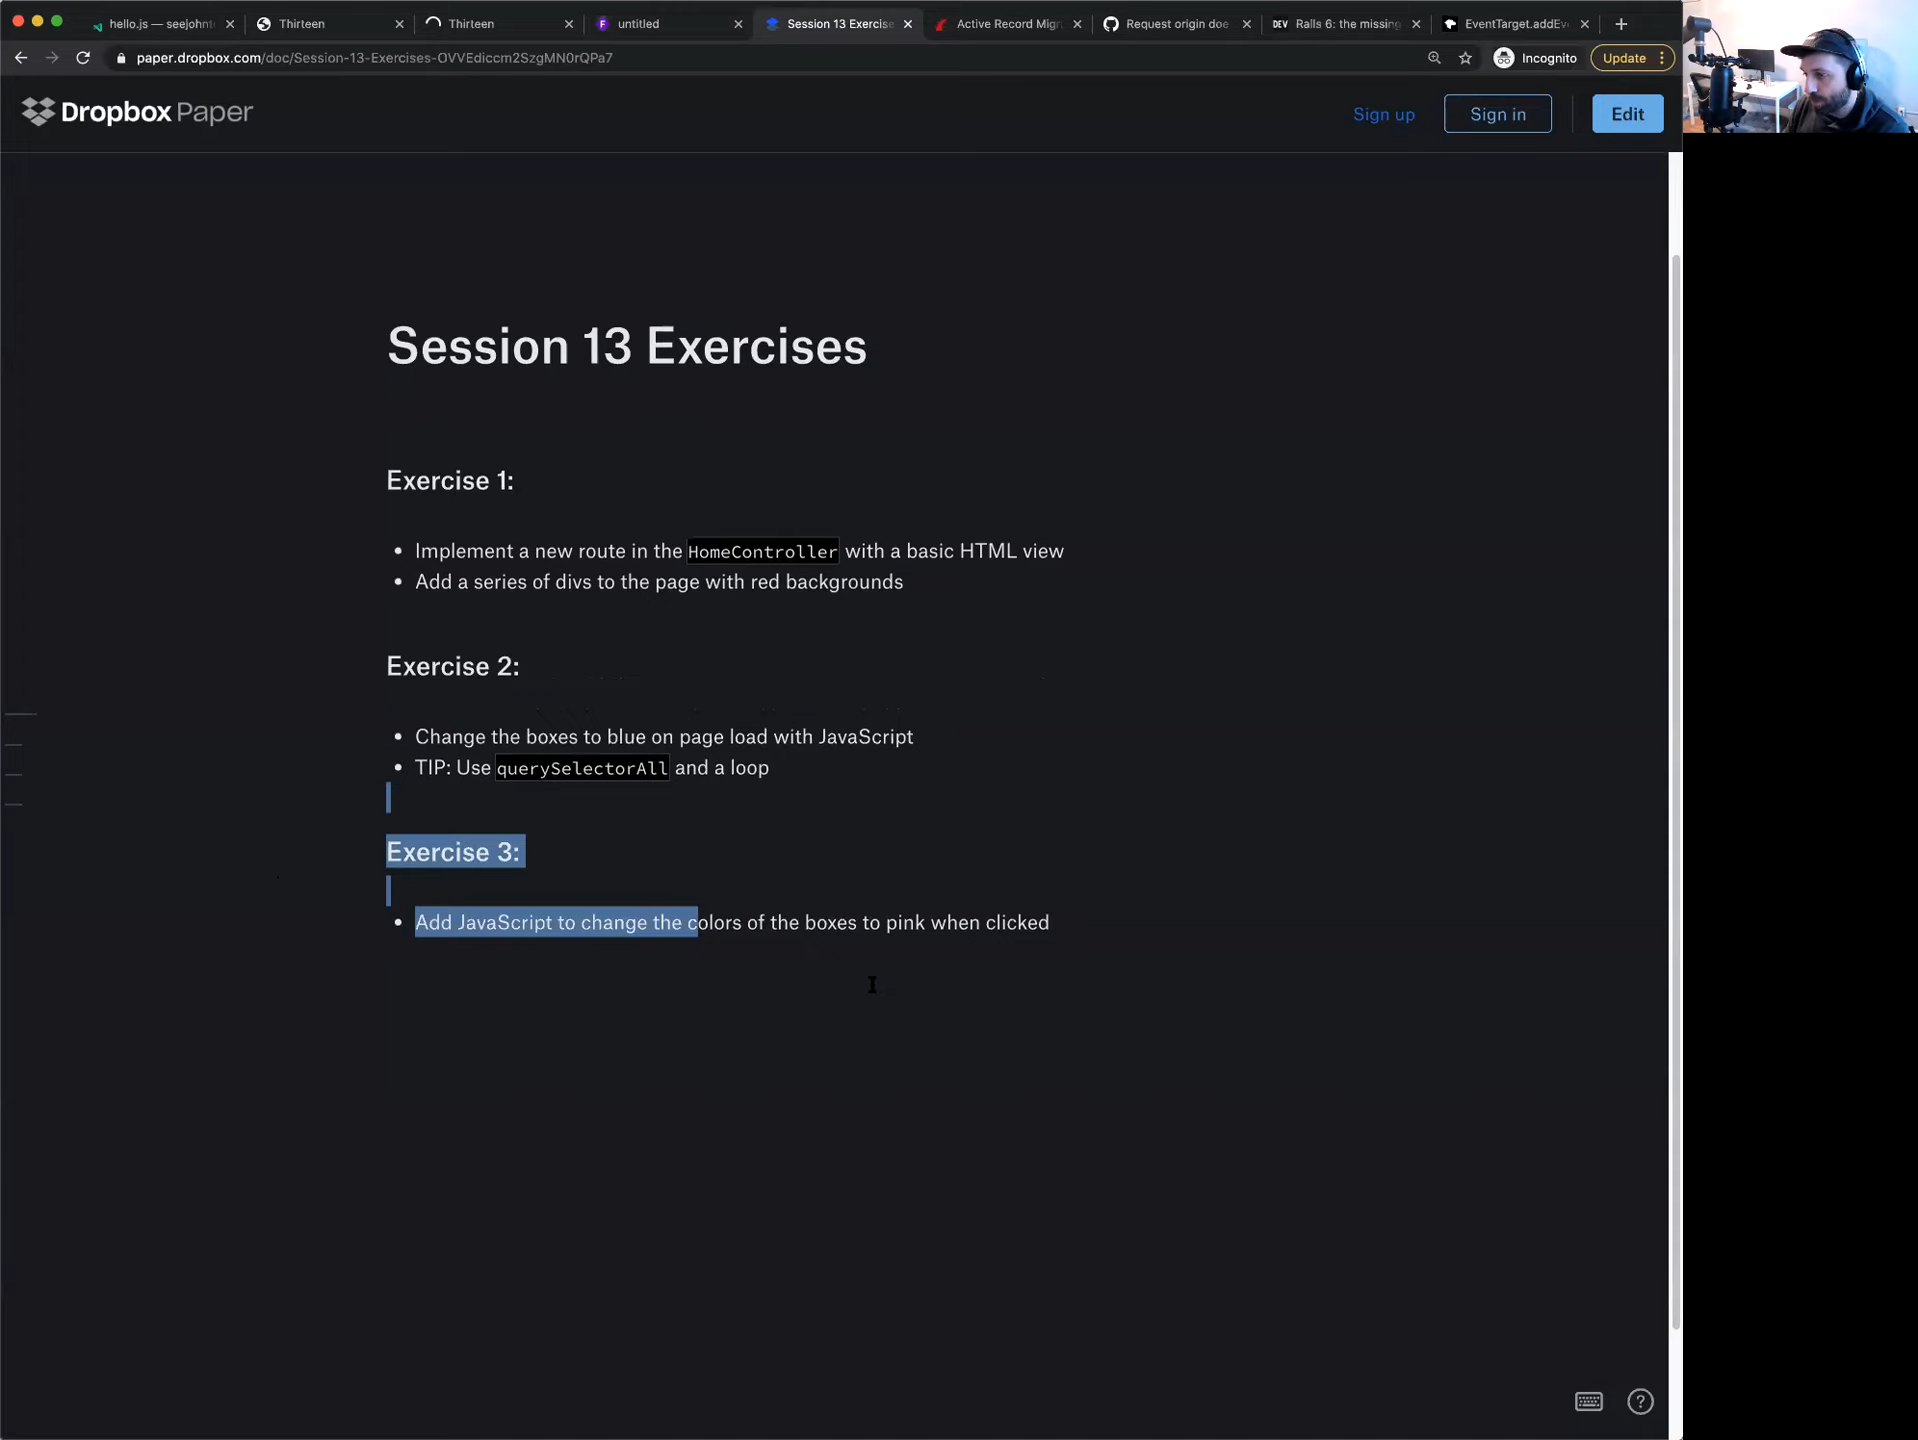 hello.js — seejohnt
Thirteen
Thirteen
untitled
Session 13 Exercise
Active Record Migr
Request origin doe
DEV Rails 6: the missing
EventTarget.addEv
paper.dropbox.com/doc/Session-13-Exercises-OVVEdiccm2SzgMN0rQPa7
Incognito
Update
Dropbox Paper
Sign up
Sign in
Edit
Session 13 Exercises
Exercise 1:
• Implement a new route in the HomeController with a basic HTML view
• Add a series of divs to the page with red backgrounds
Exercise 2:
• Change the boxes to blue on page load with JavaScript
• TIP: Use querySelectorAll and a loop
Exercise 3:
• Add JavaScript to change the colors of the boxes to pink when clicked